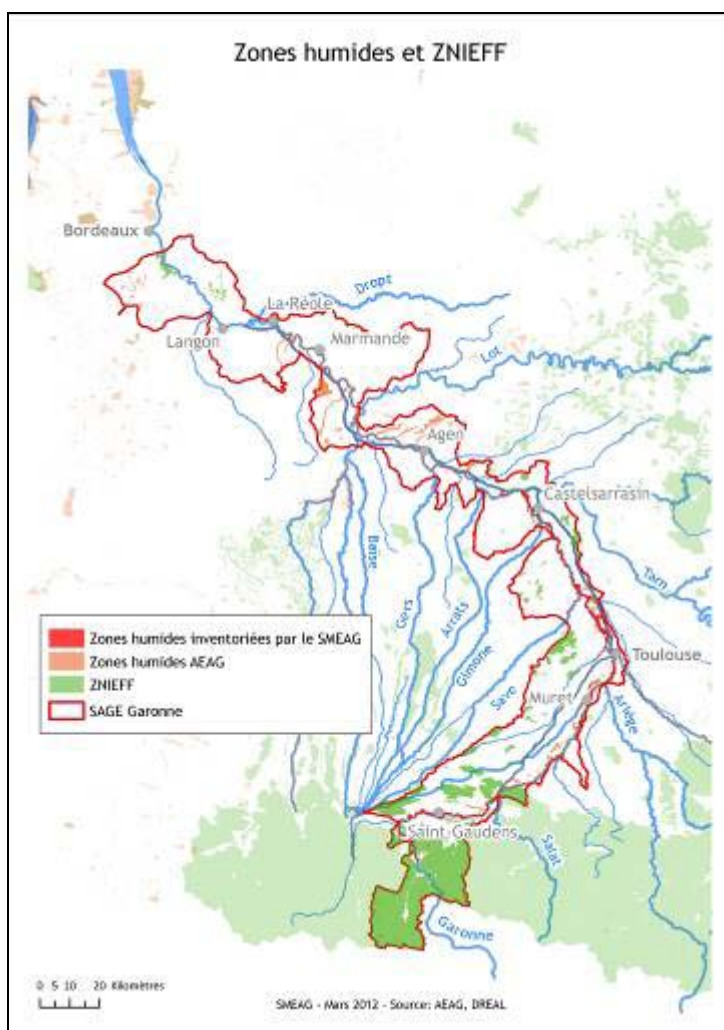 Zones humides et ZNIEFF
Bordeaux
Dropt
La Réole
Langon
Marmande
Lot
Agen
Castelsarrasin
Tarn
Baïse
Gers
Arrats
Gimone
Save
Zones humides inventoriées par le SMEAG
Zones humides AEAG
ZNIEFF
SAGE Garonne
Toulouse
Muret
Ariège
Saint-Gaudens
Salat
Garonne
0 5 10 20 Kilomètres
SMEAG - Mars 2012 - Source: AEAG, DREAL